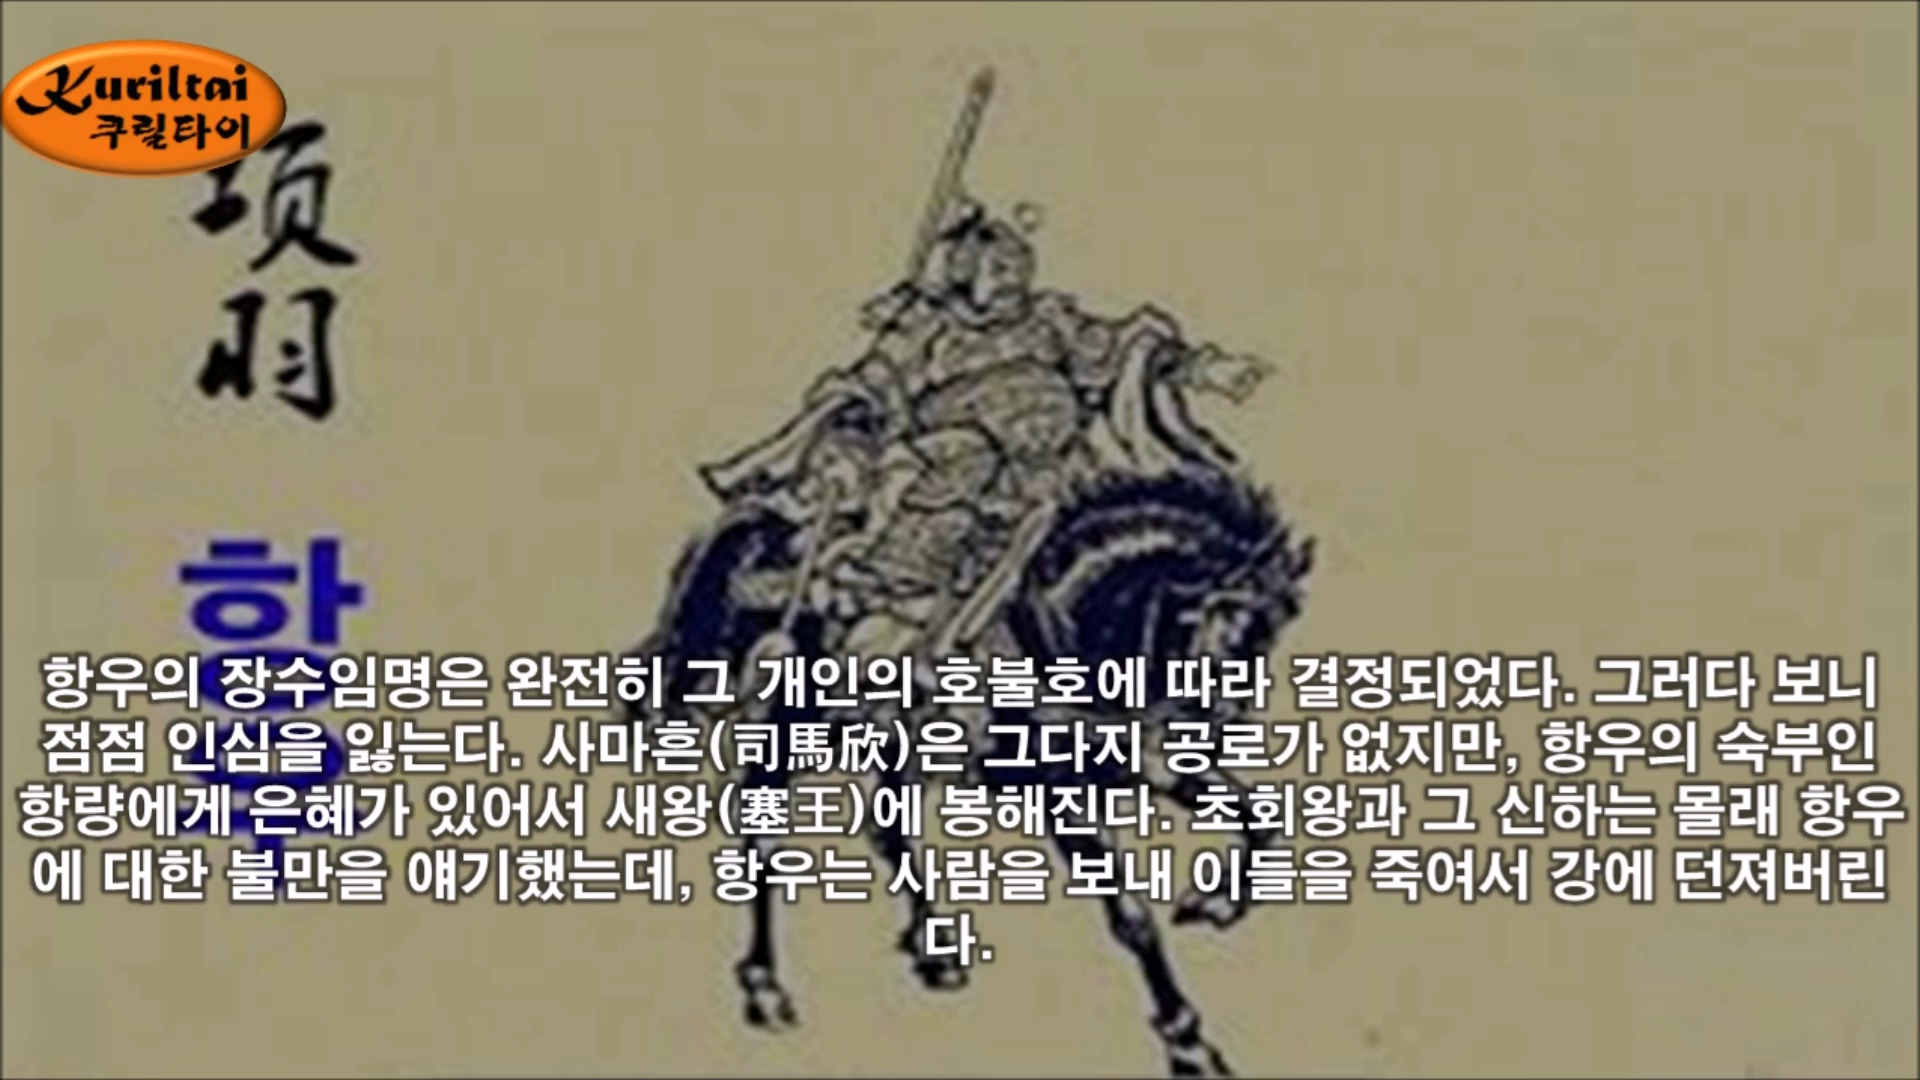 Kuriltai
쿠릴타이
项
羽
항우
항우의 장수임명은 완전히 그 개인의 호불호에 따라 결정되었다. 그러다 보니
점점 인심을 잃는다. 사마흔(司馬欣)은 그다지 공로가 없지만, 항우의 숙부인
항량에게 은혜가 있어서 새왕(塞王)에 봉해진다. 초회왕과 그 신하는 몰래 항우
에 대한 불만을 얘기했는데, 항우는 사람을 보내 이들을 죽여서 강에 던져버린
다.